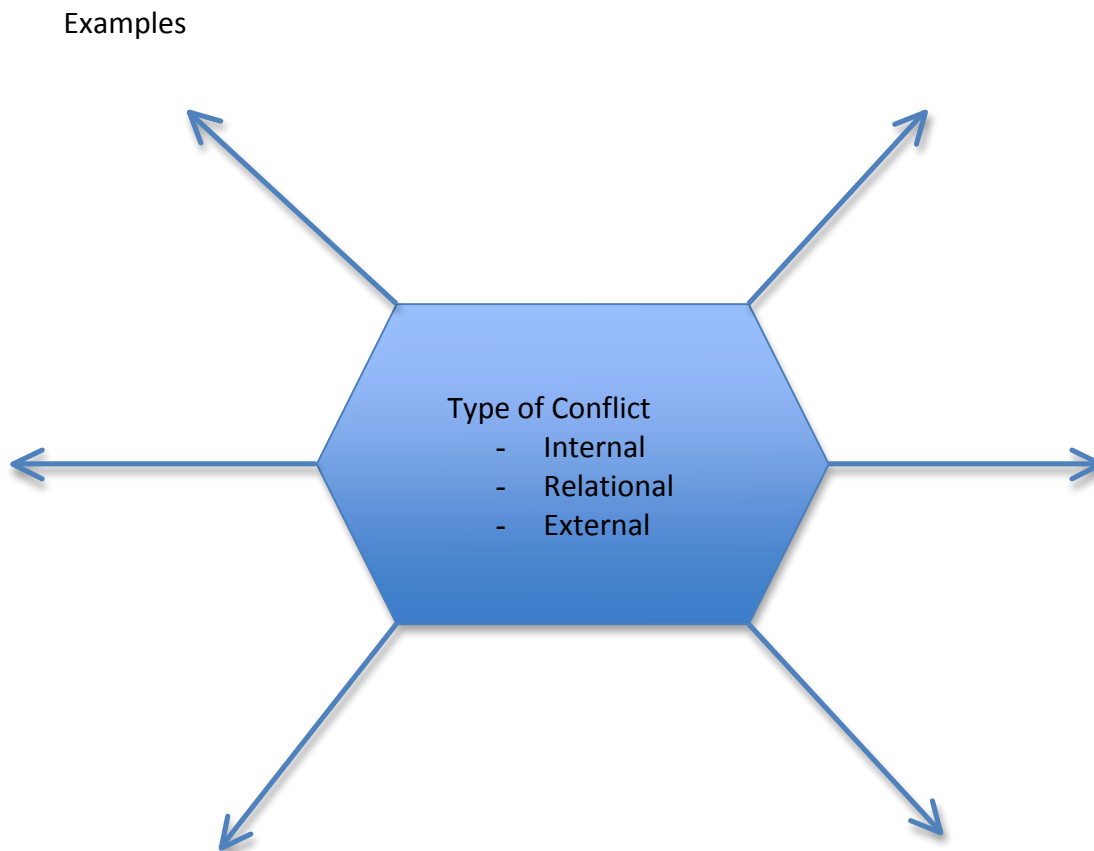 Examples
Type of Conflict
- Internal
- Relational
- External